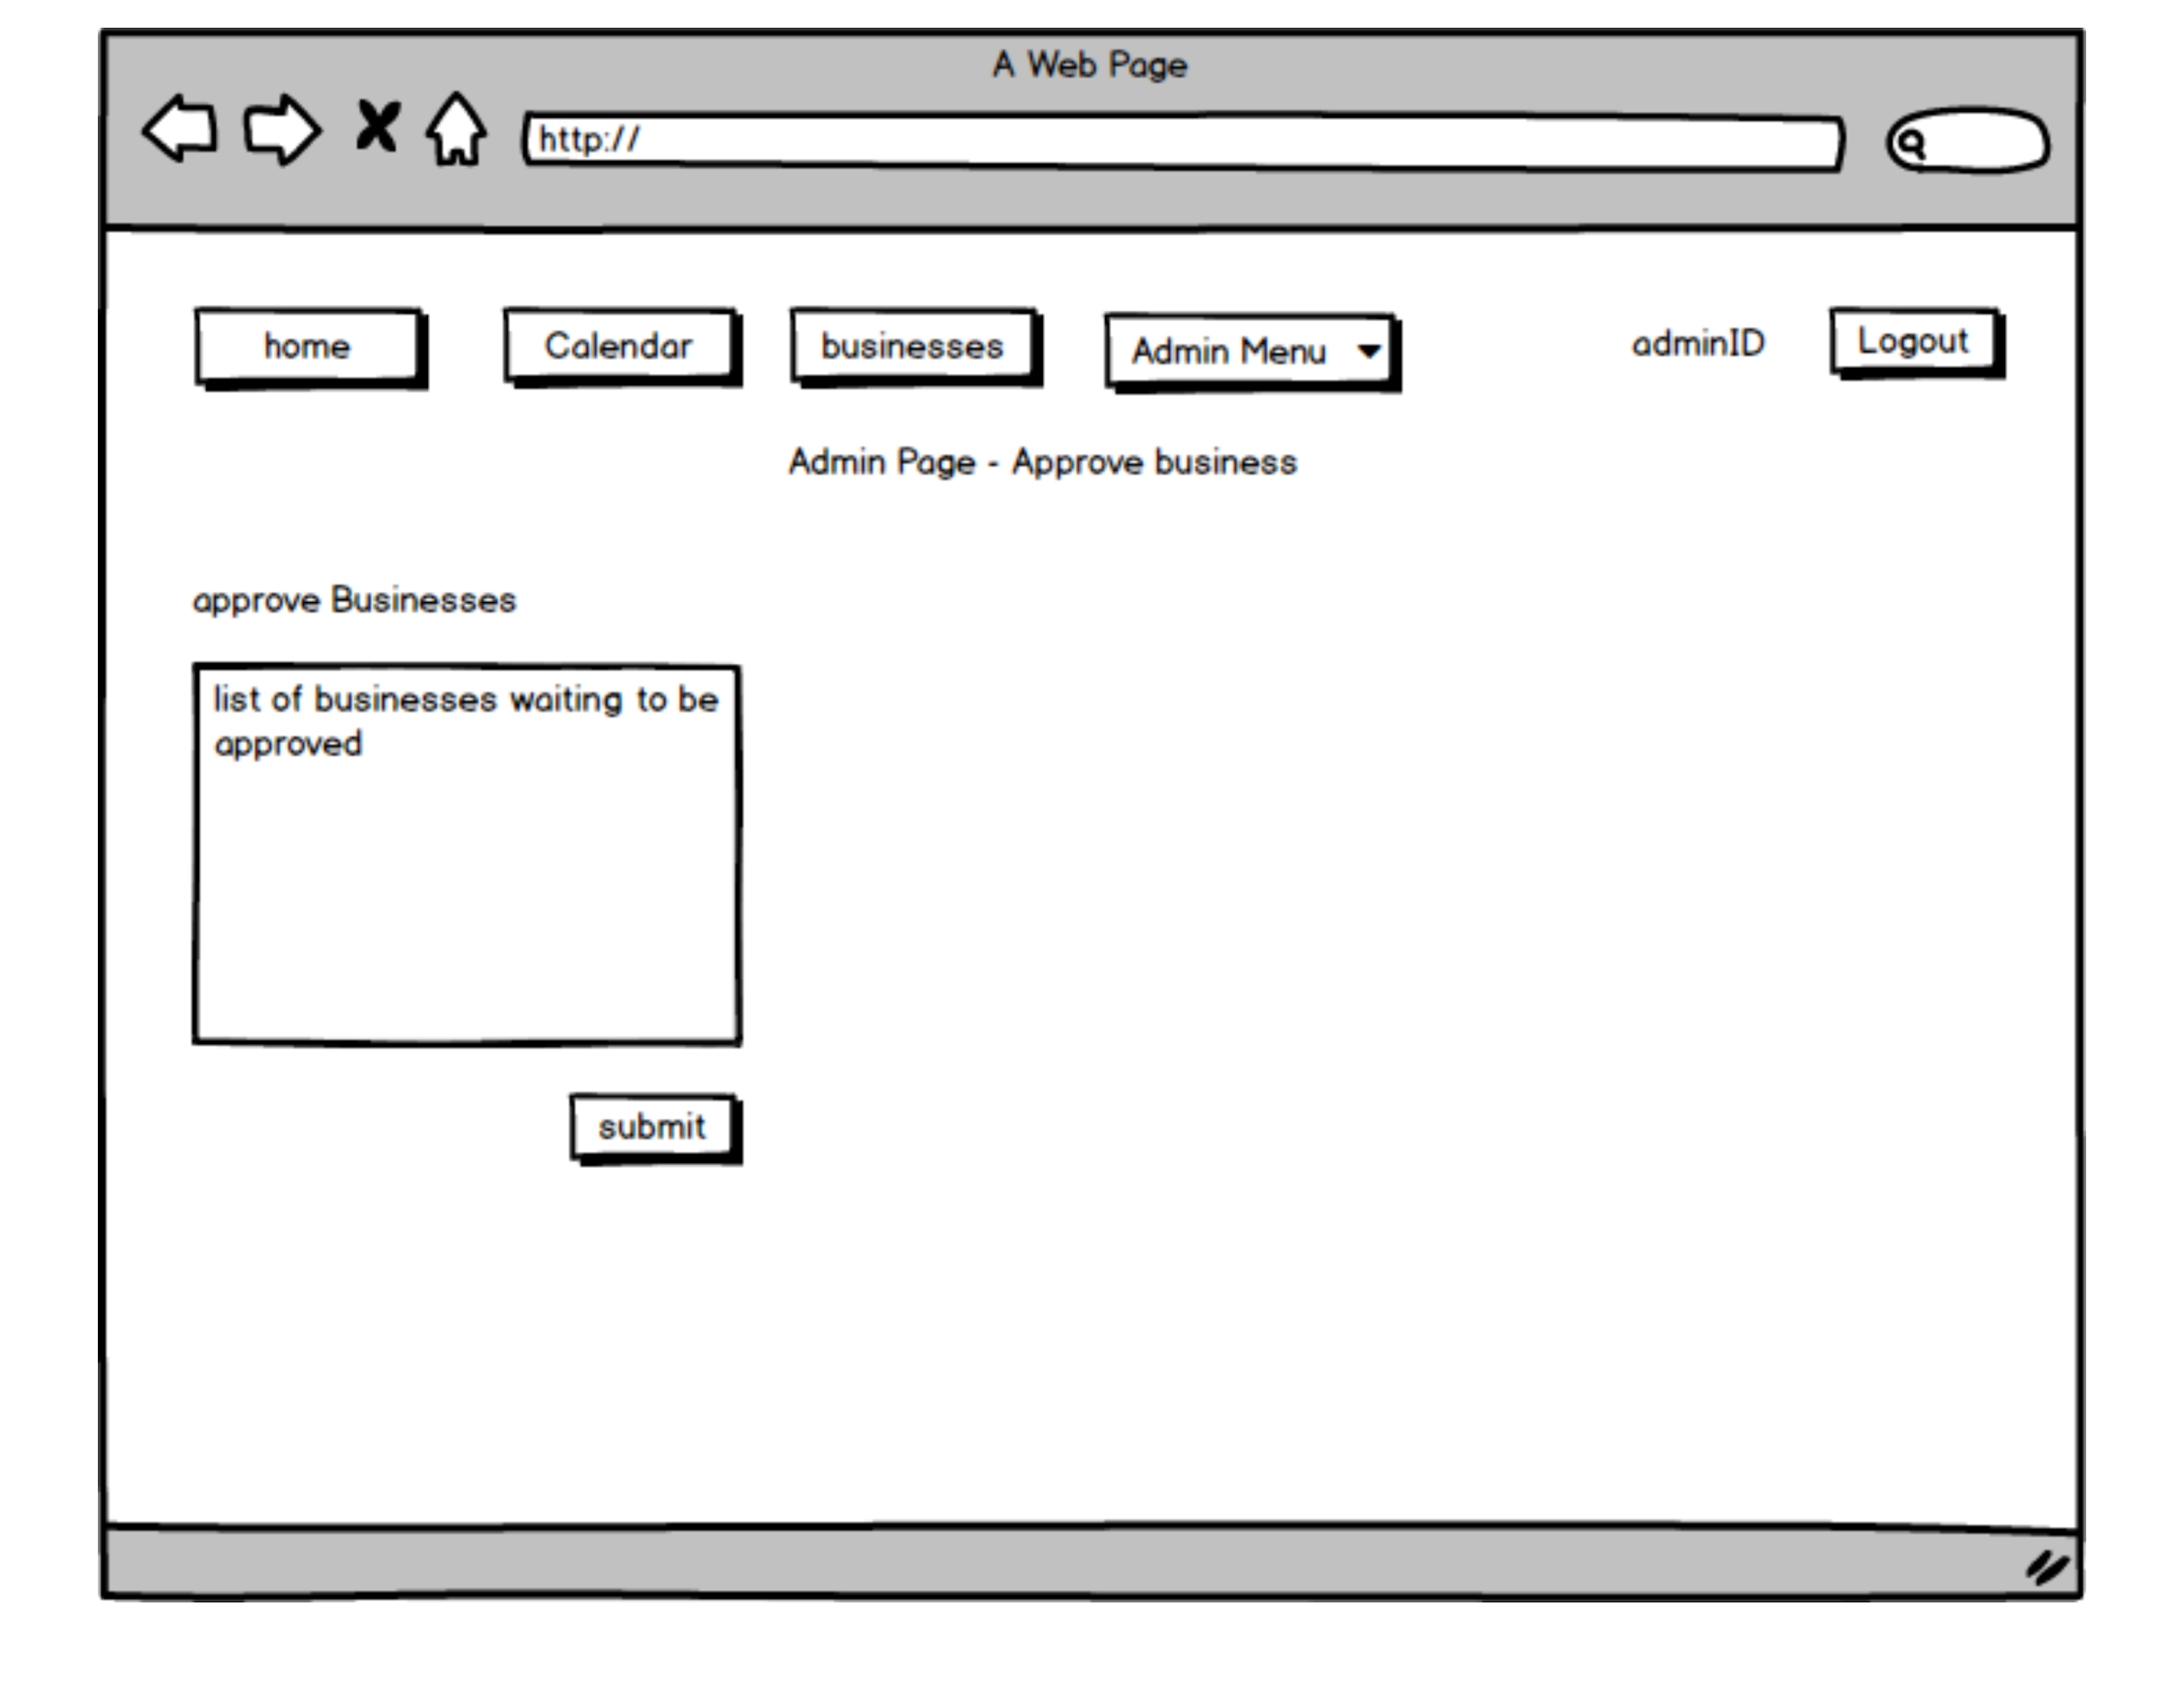 A Web Page
http://
home
Calendar
businesses
Admin Menu
adminID
Logout
Admin Page - Approve business
approve Businesses
list of businesses waiting to be
approved
submit